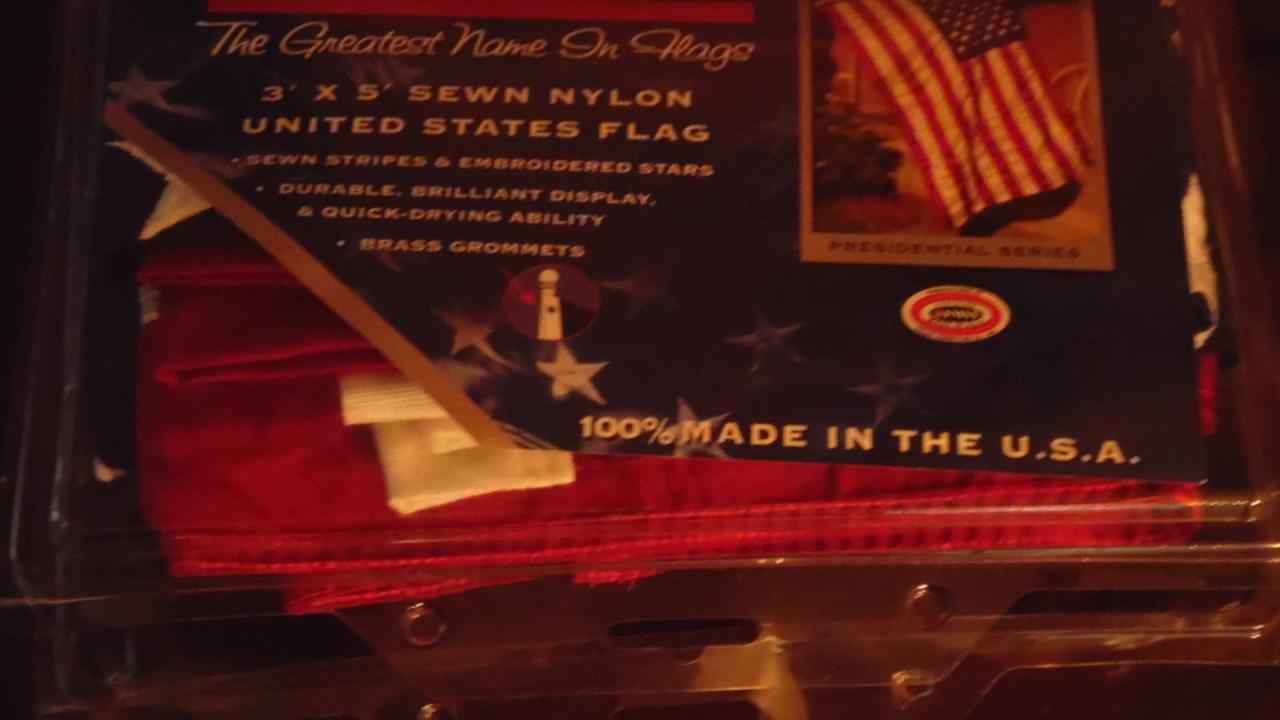 The Greatest Name In Flags
3' X 5' SEWN NYLON
UNITED STATES FLAG
• SEWN STRIPES & EMBROIDERED STARS
• DURABLE, BRILLIANT DISPLAY,
& QUICK-DRYING ABILITY
• BRASS GROMMETS
PRESIDENTIAL SERIES
100% MADE IN THE U.S.A.